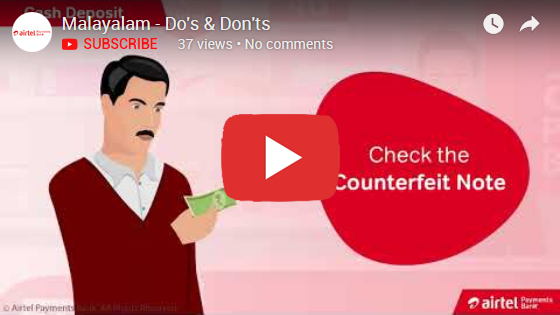 Cash Deposit
Malayalam - Do's & Don'ts
airtel Payments Bank
SUBSCRIBE 37 views • No comments
Check the
Counterfeit Note
© Airtel Payments Bank. All Rights Reserved
airtel Payments Bank